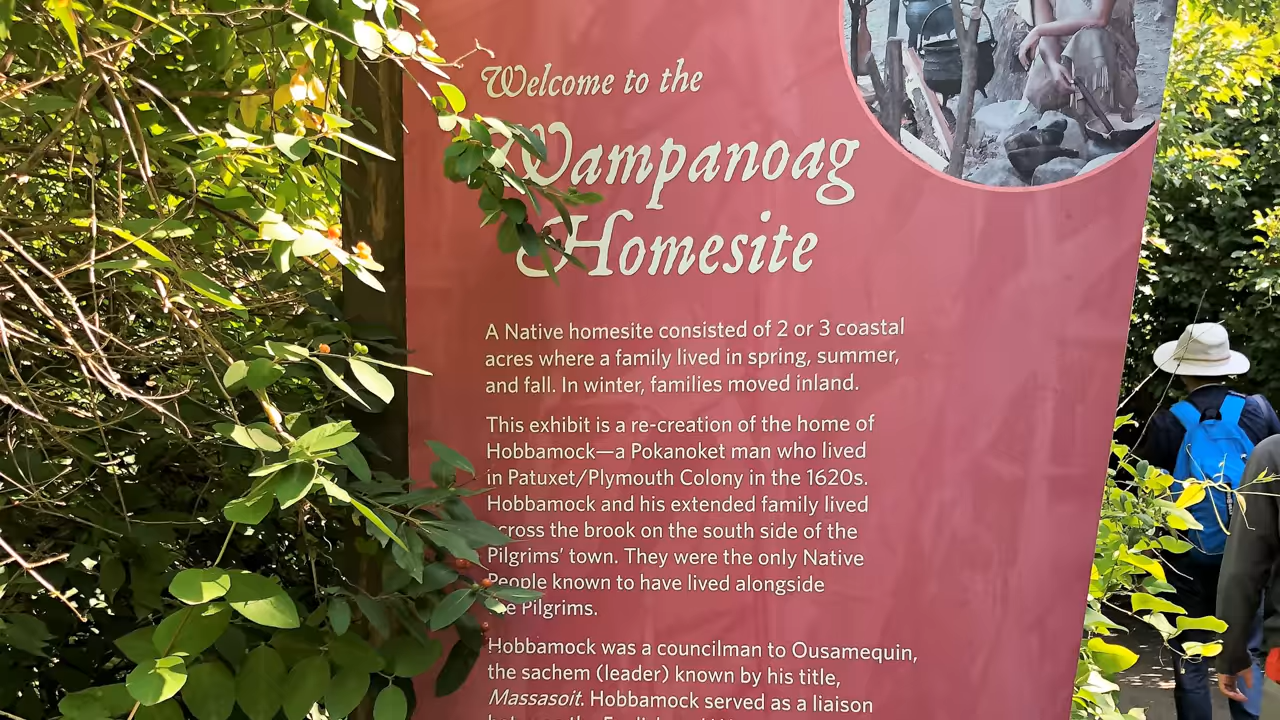 Welcome to the
Wampanoag
Homesite
A Native homesite consisted of 2 or 3 coastal
acres where a family lived in spring, summer,
and fall. In winter, families moved inland.
This exhibit is a re-creation of the home of
Hobbamock—a Pokanoket man who lived
in Patuxet/Plymouth Colony in the 1620s.
Hobbamock and his extended family lived
across the brook on the south side of the
Pilgrims' town. They were the only Native
People known to have lived alongside
the Pilgrims.
Hobbamock was a councilman to Ousamequin,
the sachem (leader) known by his title,
Massasoit. Hobbamock served as a liaison